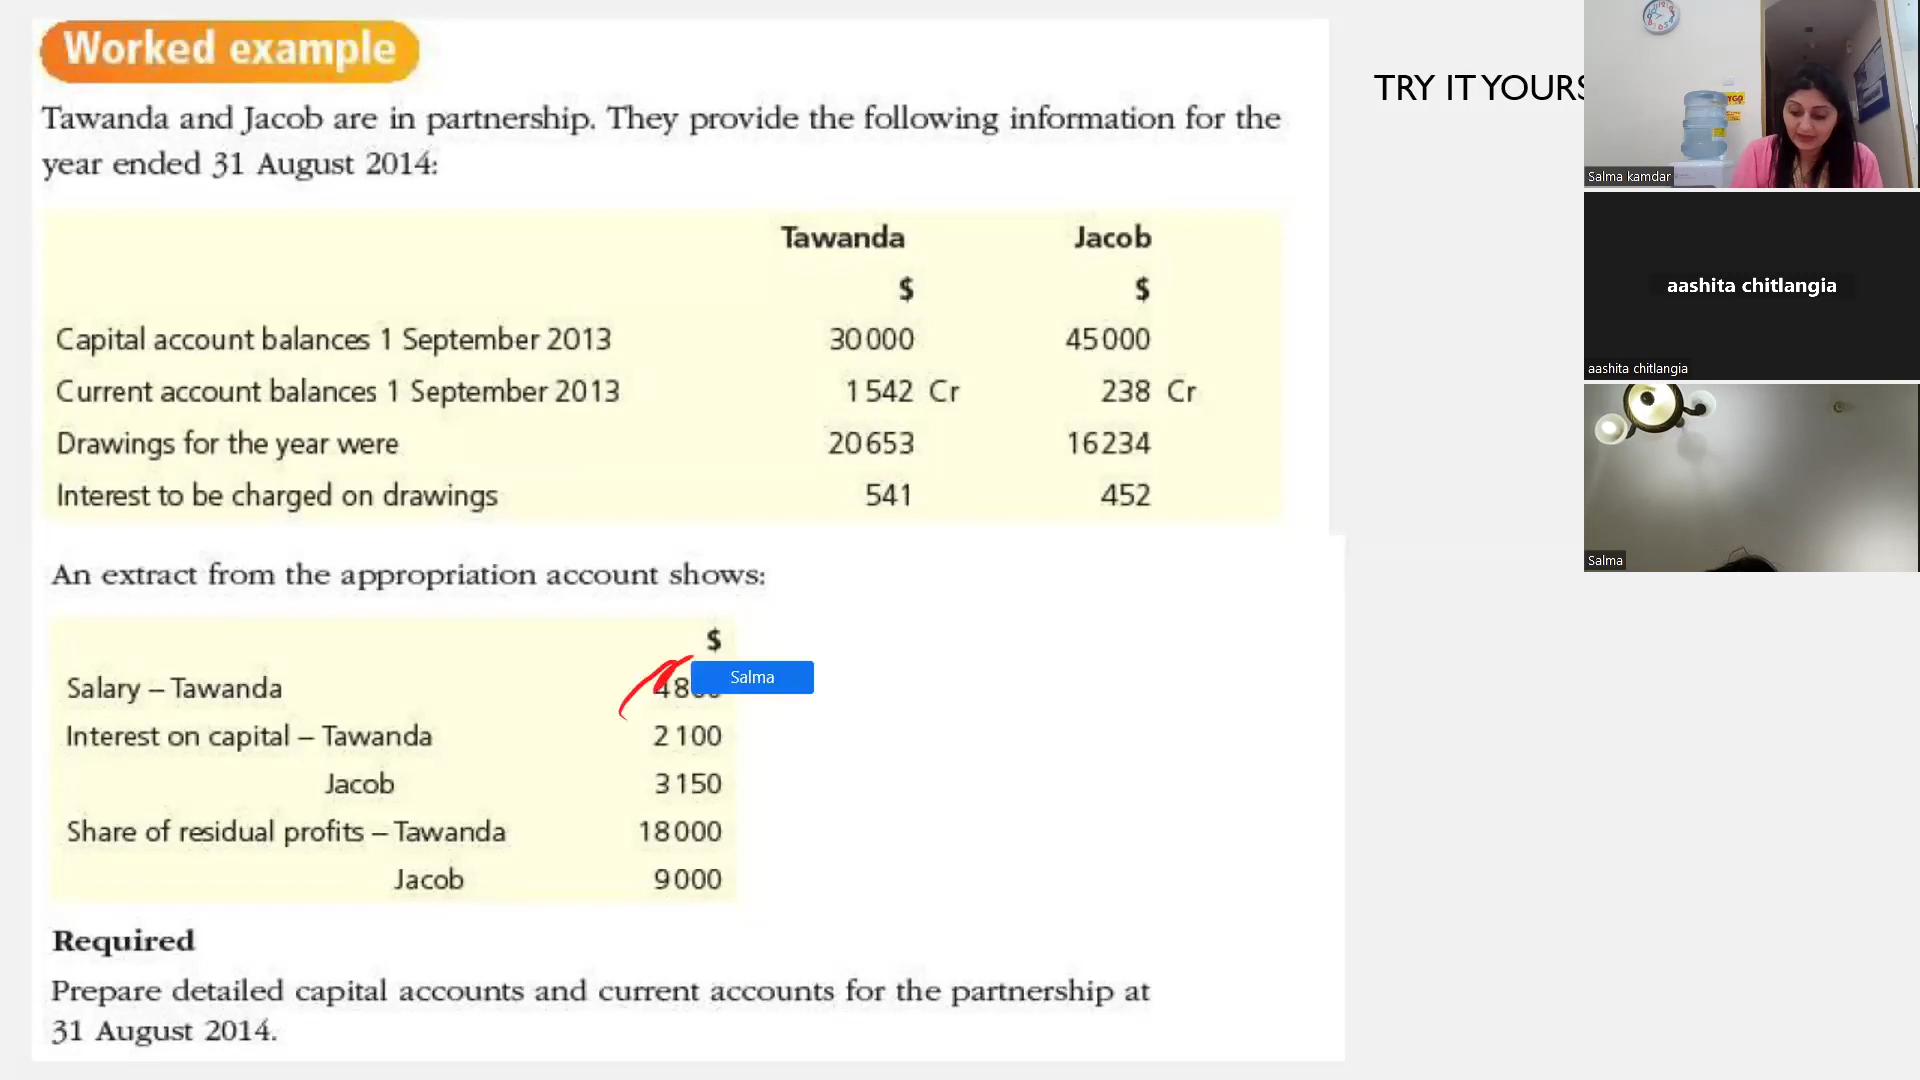 Worked example
Tawanda and Jacob are in partnership. They provide the following information for the
year ended 31 August 2014:
Tawanda Jacob
$ $
Capital account balances 1 September 2013 30 000 45 000
Current account balances 1 September 2013 1 542 Cr 238 Cr
Drawings for the year were 20 653 16 234
Interest to be charged on drawings 541 452
An extract from the appropriation account shows:
$
Salary – Tawanda
Salma
Interest on capital – Tawanda 2 100
Jacob 3 150
Share of residual profits – Tawanda 18 000
Jacob 9 000
Required
Prepare detailed capital accounts and current accounts for the partnership at
31 August 2014.
TRY IT YOURS
Salma kamdar
aashita chitlangia
aashita chitlangia
Salma